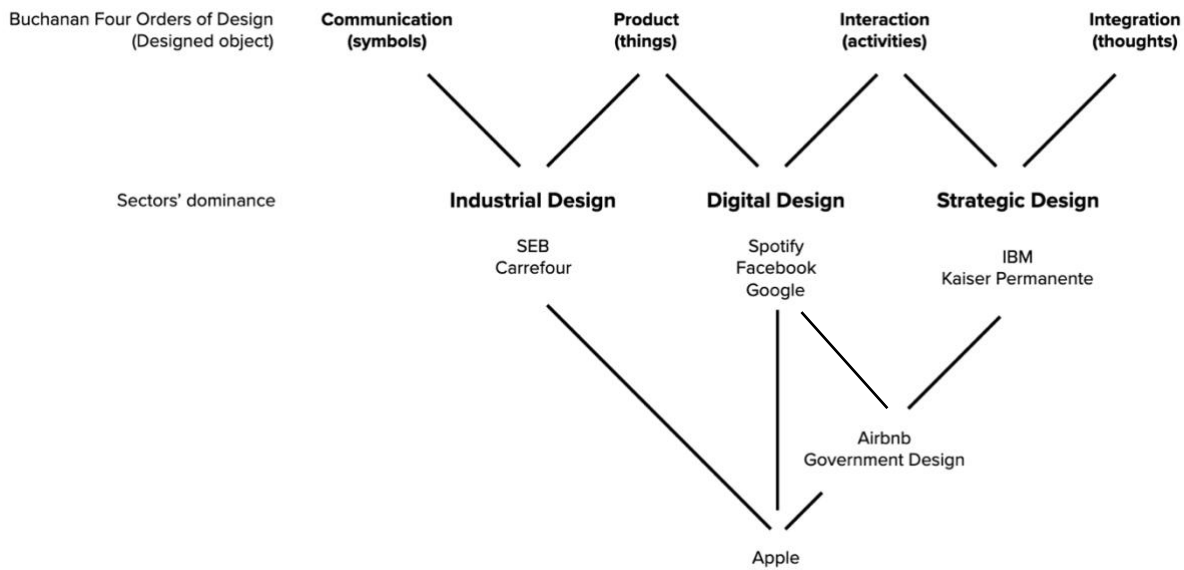 Buchanan Four Orders of Design
(Designed object)
Communication
(symbols)
Product
(things)
Interaction
(activities)
Integration
(thoughts)
Sectors’ dominance
Industrial Design
SEB
Carrefour
Digital Design
Spotify
Facebook
Google
Strategic Design
IBM
Kaiser Permanente
Airbnb
Government Design
Apple